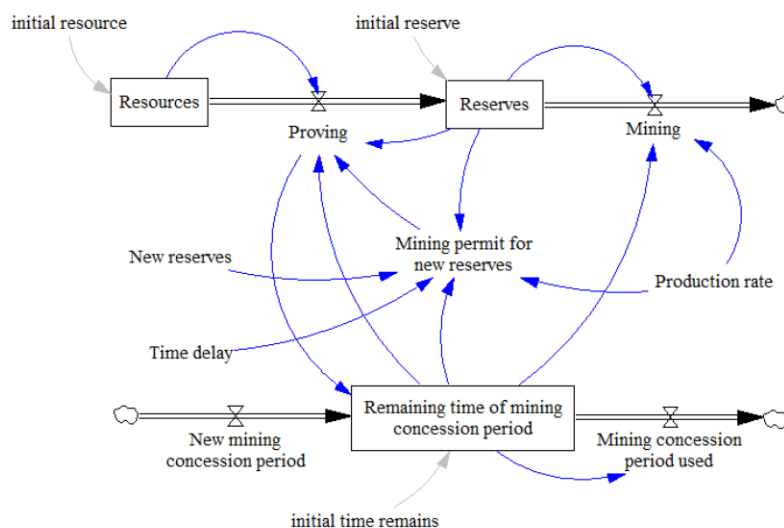 initial resource
initial reserve
Resources
Reserves
Proving
Mining
Mining permit for
new reserves
New reserves
Production rate
Time delay
Remaining time of mining
concession period
New mining
concession period
Mining concession
period used
initial time remains